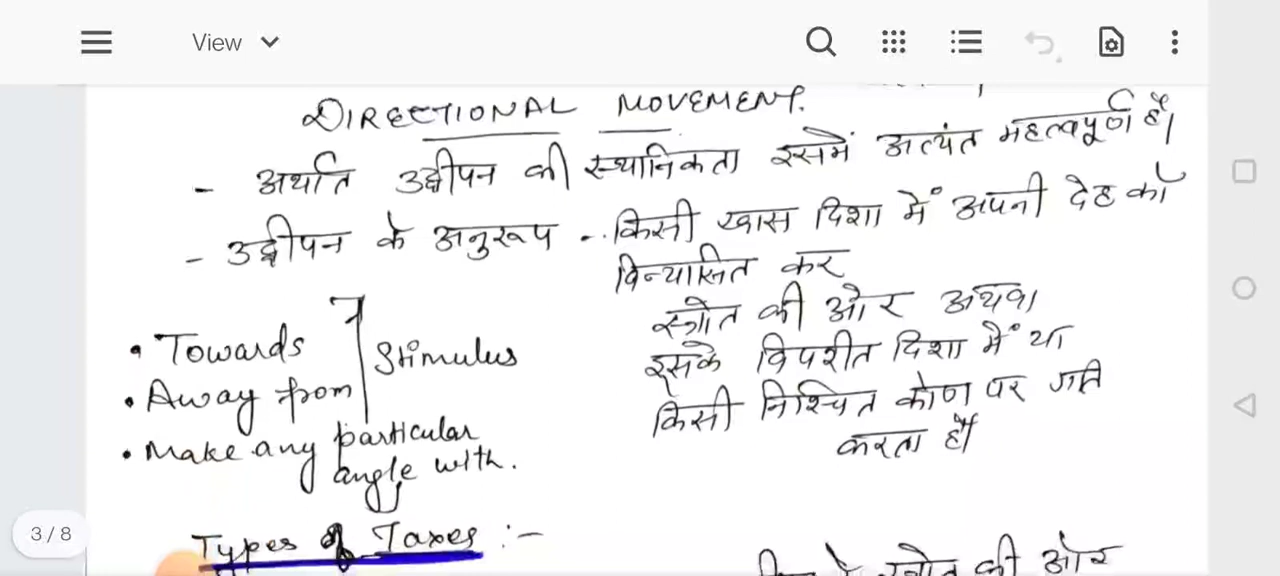 View
DIRECTIONAL MOVEMENT.
- अर्थात उद्दीपन की स्थानिकता इसमें अत्यंत महत्वपूर्ण है।
- उद्दीपन के अनुरूप - किसी खास दिशा में अपनी देह को
विन्यासित कर
स्त्रोत की ओर अथवा
इसके विपरीत दिशा में या
किसी निश्चित कोण पर गति
करता है।
• Towards
• Away from
Stimulus
• Make any particular
angle with.
3 / 8
Types of Taxes :-
स्त्रोत की ओर